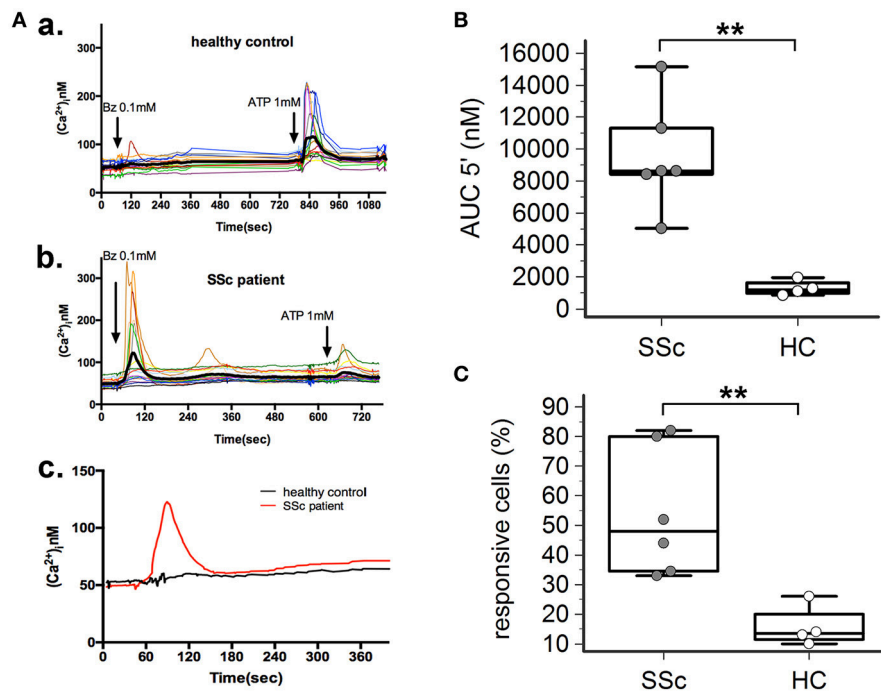 A
a.
healthy control
(Ca²⁺)ᵢnM
300
200
100
0
Bz 0.1mM
ATP 1mM
0 120 240 360 480 600 720 840 960 1080
Time(sec)
b.
SSc patient
(Ca²⁺)ᵢnM
300
200
100
0
Bz 0.1mM
ATP 1mM
0 120 240 360 480 600 720
Time(sec)
c.
(Ca²⁺)ᵢnM
150
100
50
0
healthy control
SSc patient
0 60 120 180 240 300 360
Time(sec)
B
**
AUC 5' (nM)
16000
14000
12000
10000
8000
6000
4000
2000
0
SSc HC
C
**
responsive cells (%)
90
80
70
60
50
40
30
20
10
SSc HC